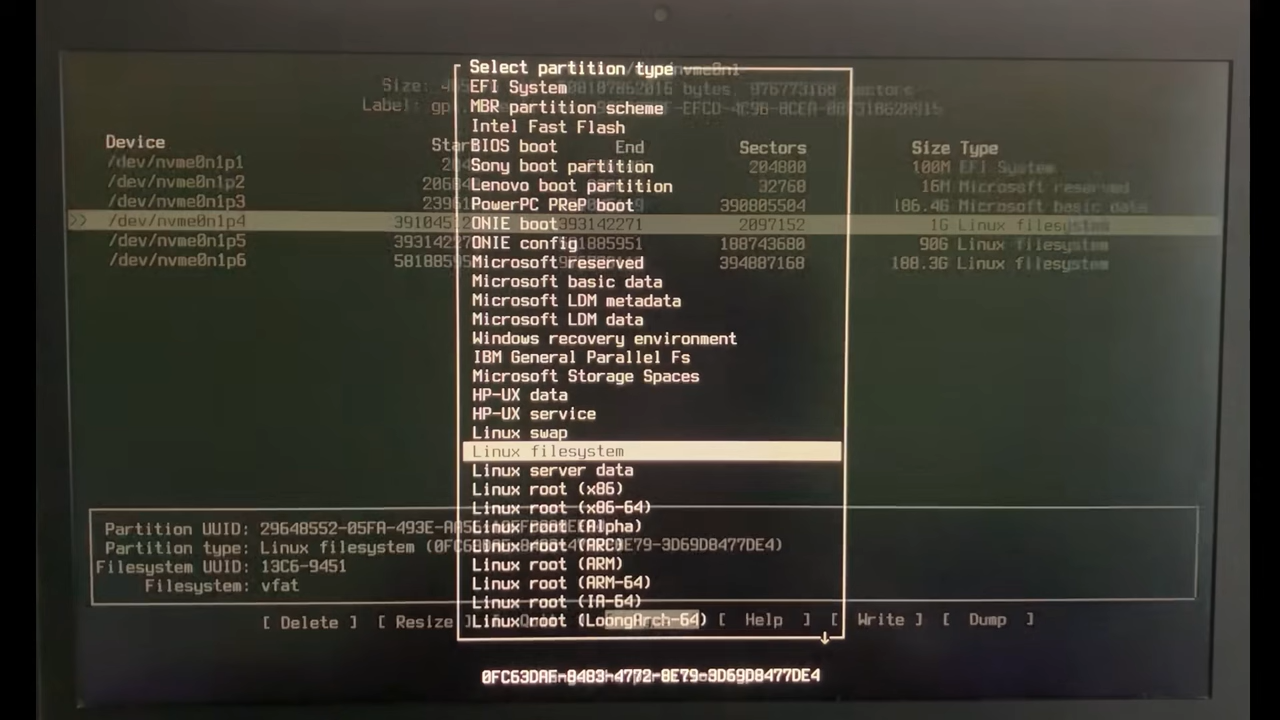 Select partition type
Size: bytes, sectors
Label:
Device End Sectors Size Type
EFI System
MBR partition scheme
Intel Fast Flash
BIOS boot
/dev/nvme0n1p1 204800 100M EFI System
Sony boot partition
/dev/nvme0n1p2 32768 16M Microsoft reserved
Lenovo boot partition
/dev/nvme0n1p3 390805504 186.4G Microsoft basic data
PowerPC PReP boot
>> /dev/nvme0n1p4 393142271 2097152 1G Linux filesystem
ONIE boot
/dev/nvme0n1p5 188743680 90G Linux filesystem
ONIE config
/dev/nvme0n1p6 394887168 188.3G Linux filesystem
Microsoft reserved
Microsoft basic data
Microsoft LDM metadata
Microsoft LDM data
Windows recovery environment
IBM General Parallel Fs
Microsoft Storage Spaces
HP-UX data
HP-UX service
Linux swap
Linux filesystem
Linux server data
Linux root (x86)
Linux root (x86-64)
Linux root (Alpha)
Linux root (ARC)
Linux root (ARM)
Linux root (ARM-64)
Linux root (IA-64)
Linux root (LoongArch-64)
Partition UUID:
Partition type: Linux filesystem
Filesystem UUID: 13C6-9451
Filesystem: vfat
[ Delete ] [ Resize ] [ Help ] [ Write ] [ Dump ]
0FC63DAF-8483-4772-8E79-3D69D8477DE4